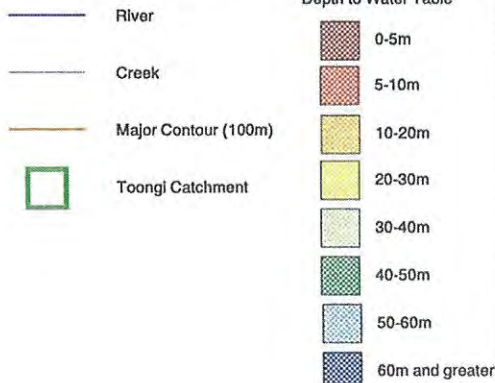 River
Creek
Major Contour (100m)
Toongi Catchment
Depth to Water Table
0-5m
5-10m
10-20m
20-30m
30-40m
40-50m
50-60m
60m and greater